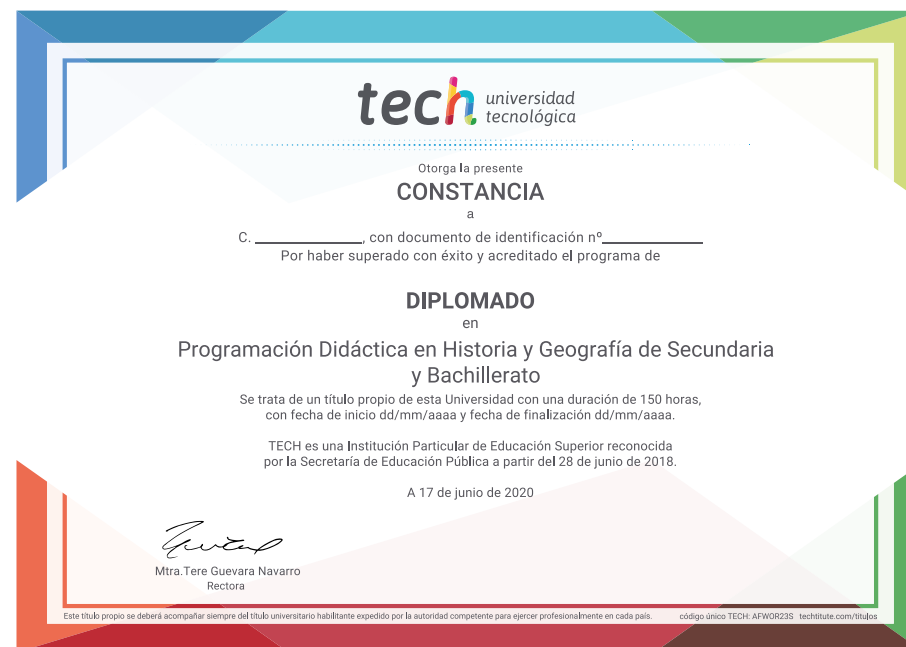 tech universidad
tecnológica
Otorga la presente
CONSTANCIA
a
C. ____________, con documento de identificación nº____________
Por haber superado con éxito y acreditado el programa de
DIPLOMADO
en
Programación Didáctica en Historia y Geografía de Secundaria
y Bachillerato
Se trata de un título propio de esta Universidad con una duración de 150 horas,
con fecha de inicio dd/mm/aaaa y fecha de finalización dd/mm/aaaa.
TECH es una Institución Particular de Educación Superior reconocida
por la Secretaría de Educación Pública a partir del 28 de junio de 2018.
A 17 de junio de 2020
Mtra.Tere Guevara Navarro
Rectora
Este título propio se deberá acompañar siempre del título universitario habilitante expedido por la autoridad competente para ejercer profesionalmente en cada país. código único TECH: AFWOR23S techtitute.com/titulos